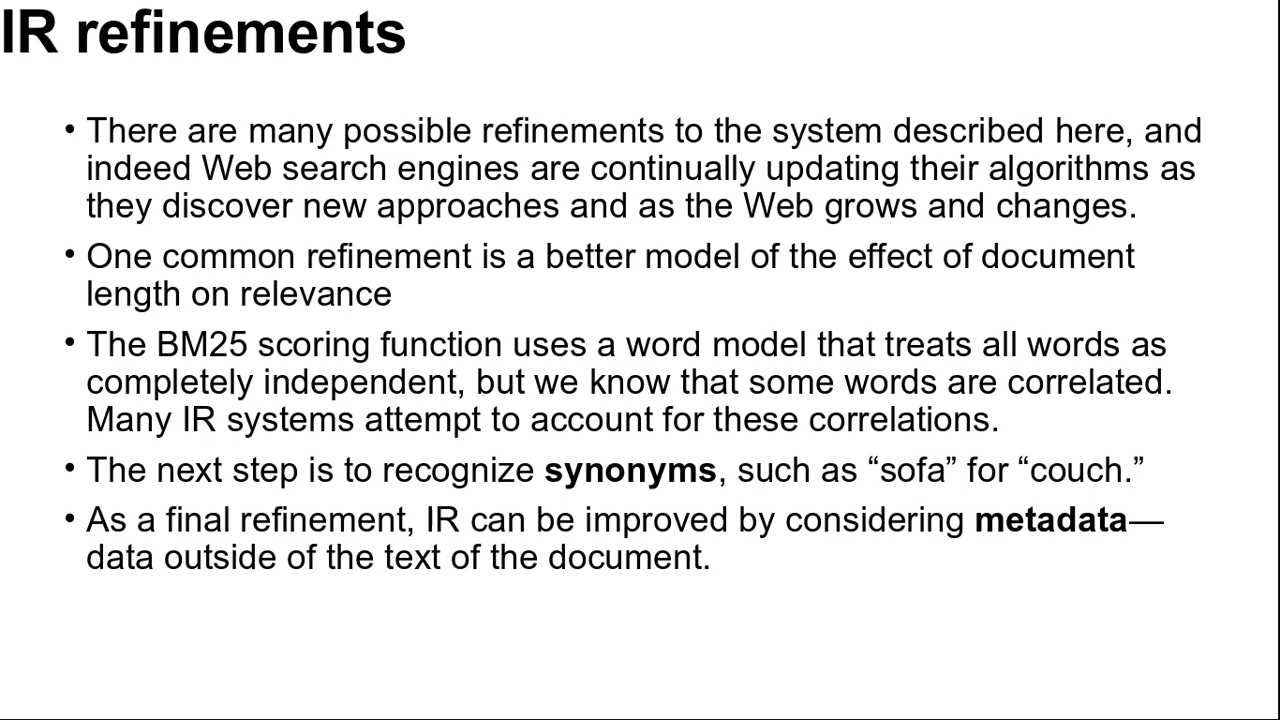 IR refinements
• There are many possible refinements to the system described here, and
indeed Web search engines are continually updating their algorithms as
they discover new approaches and as the Web grows and changes.
• One common refinement is a better model of the effect of document
length on relevance
• The BM25 scoring function uses a word model that treats all words as
completely independent, but we know that some words are correlated.
Many IR systems attempt to account for these correlations.
• The next step is to recognize synonyms, such as “sofa” for “couch.”
• As a final refinement, IR can be improved by considering metadata—
data outside of the text of the document.